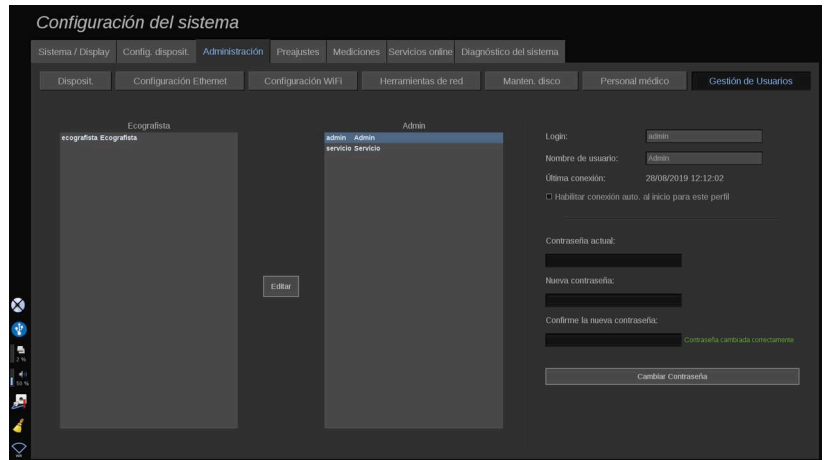 Configuración del sistema
Sistema / Display Config. disposit. Administración Preajustes Mediciones Servicios online Diagnóstico del sistema
Disposit. Configuración Ethernet Configuración WiFi Herramientas de red Manten. disco Personal médico Gestión de Usuarios
Ecografista
ecografista Ecografista
Editar
Admin
admin Admin
servicio Servicio
Login: admin
Nombre de usuario: Admin
Última conexión: 28/08/2019 12:12:02
Habilitar conexión auto. al inicio para este perfil
Contraseña actual:
Nueva contraseña:
Confirme la nueva contraseña:
Contraseña cambiada correctamente
Cambiar Contraseña
2 %
50 %